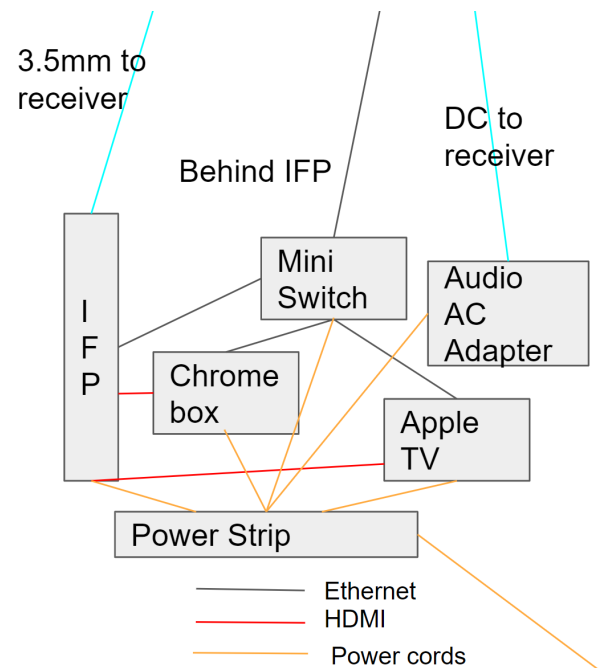 3.5mm to
receiver
DC to
receiver
Behind IFP
Mini
Switch
Audio
AC
Adapter
I
F
P
Chrome
box
Apple
TV
Power Strip
Ethernet
HDMI
Power cords